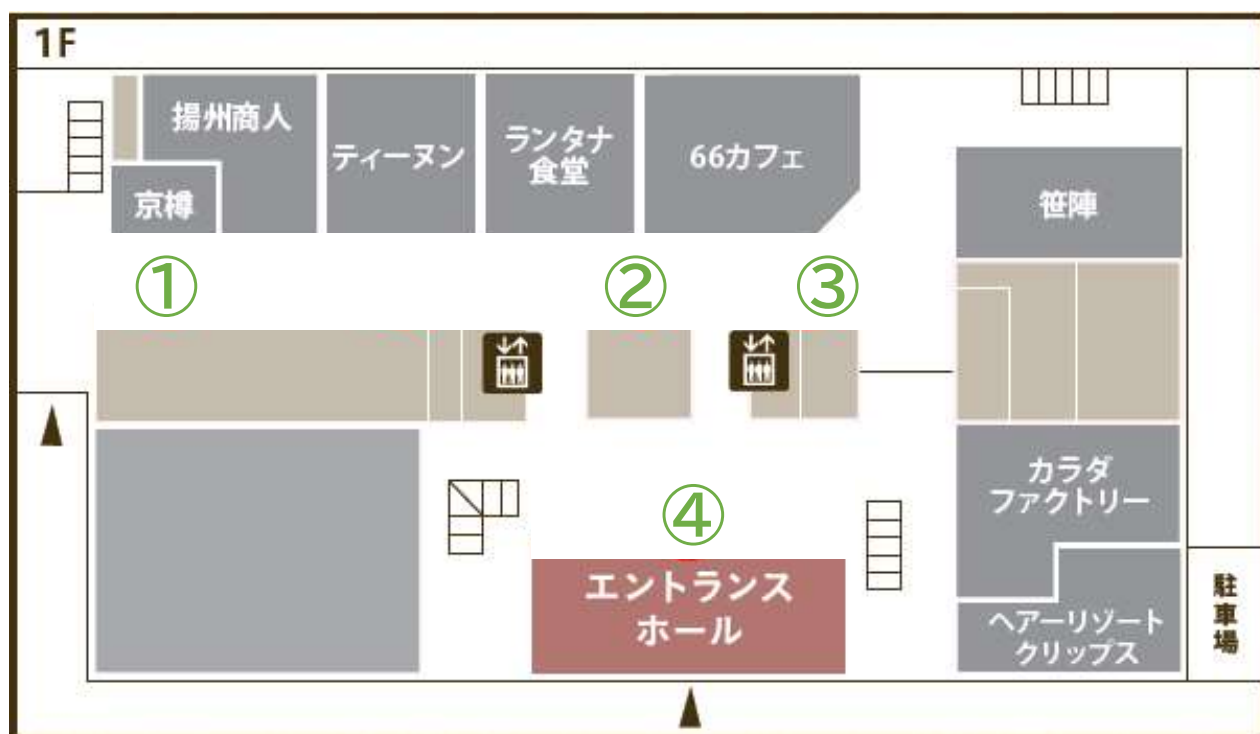 1F
揚州商人
ティーヌン
ランタナ
食堂
66カフェ
笹陣
京樽
①
②
③
カラダ
ファクトリー
④
エントランス
ホール
ヘアーリゾート
クリップス
駐車場